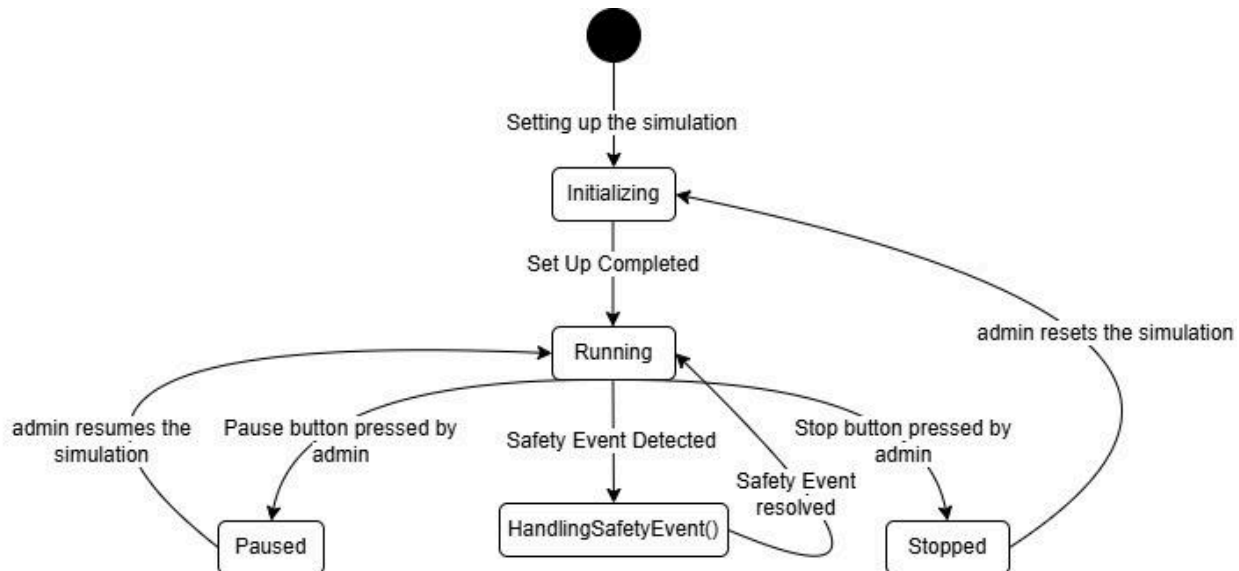 Setting up the simulation
Initializing
Set Up Completed
admin resets the simulation
Running
admin resumes the
simulation
Pause button pressed by
admin
Safety Event Detected
Stop button pressed by
admin
Safety Event
resolved
Paused
HandlingSafetyEvent()
Stopped